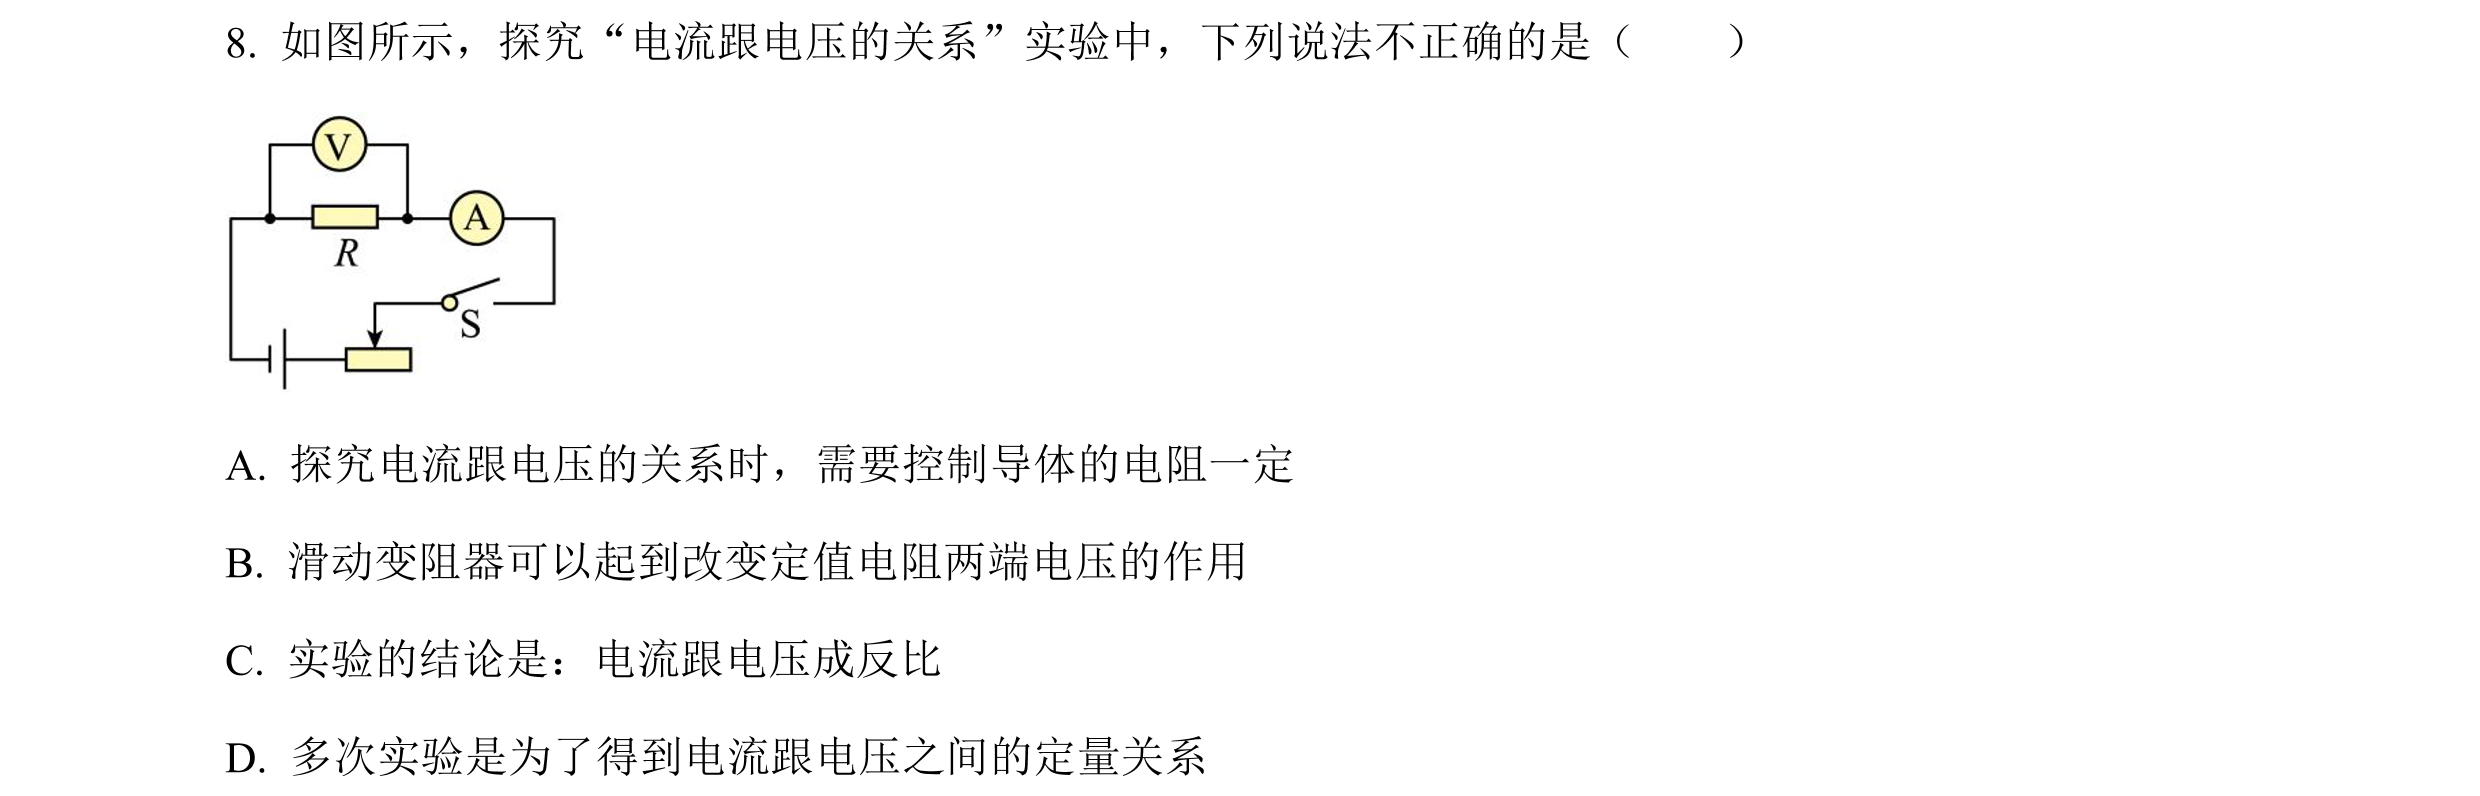 8. 如图所示，探究“电流跟电压的关系”实验中，下列说法不正确的是（　　）
V
A
R
S
A. 探究电流跟电压的关系时，需要控制导体的电阻一定
B. 滑动变阻器可以起到改变定值电阻两端电压的作用
C. 实验的结论是：电流跟电压成反比
D. 多次实验是为了得到电流跟电压之间的定量关系